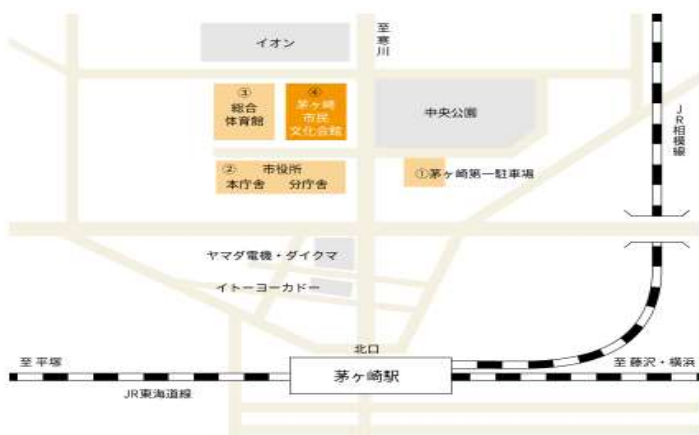 イオン
至寒川
③
総合
体育館
④
茅ヶ崎
市民
文化会館
中央公園
JR相模線
② 市役所
本庁舎 分庁舎
①茅ヶ崎第一駐車場
ヤマダ電機・ダイクマ
イトーヨーカドー
北口
至平塚
茅ヶ崎駅
至藤沢・横浜
JR東海道線